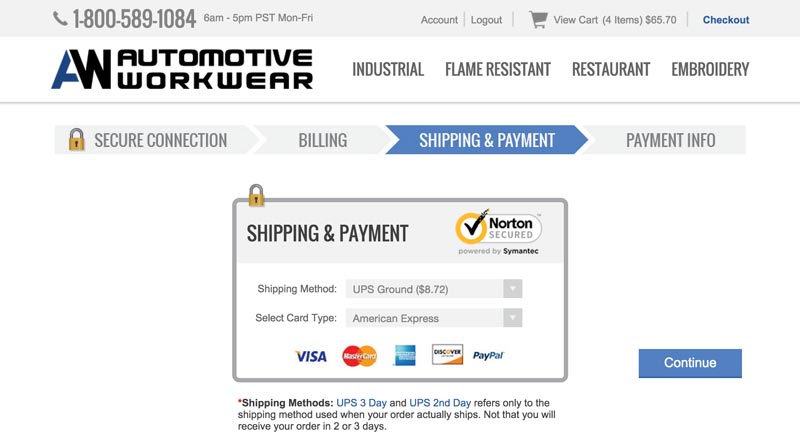 1-800-589-1084 6am - 5pm PST Mon-Fri Account Logout View Cart (4 Items) $65.70 Checkout
AW AUTOMOTIVE WORKWEAR
INDUSTRIAL FLAME RESISTANT RESTAURANT EMBROIDERY
SECURE CONNECTION BILLING SHIPPING & PAYMENT PAYMENT INFO
SHIPPING & PAYMENT
Norton
SECURED
powered by Symantec
Shipping Method: UPS Ground ($8.72)
Select Card Type: American Express
VISA MasterCard AMERICAN EXPRESS DISCOVER NETWORK PayPal
Continue
*Shipping Methods: UPS 3 Day and UPS 2nd Day refers only to the
shipping method used when your order actually ships. Not that you will
receive your order in 2 or 3 days.